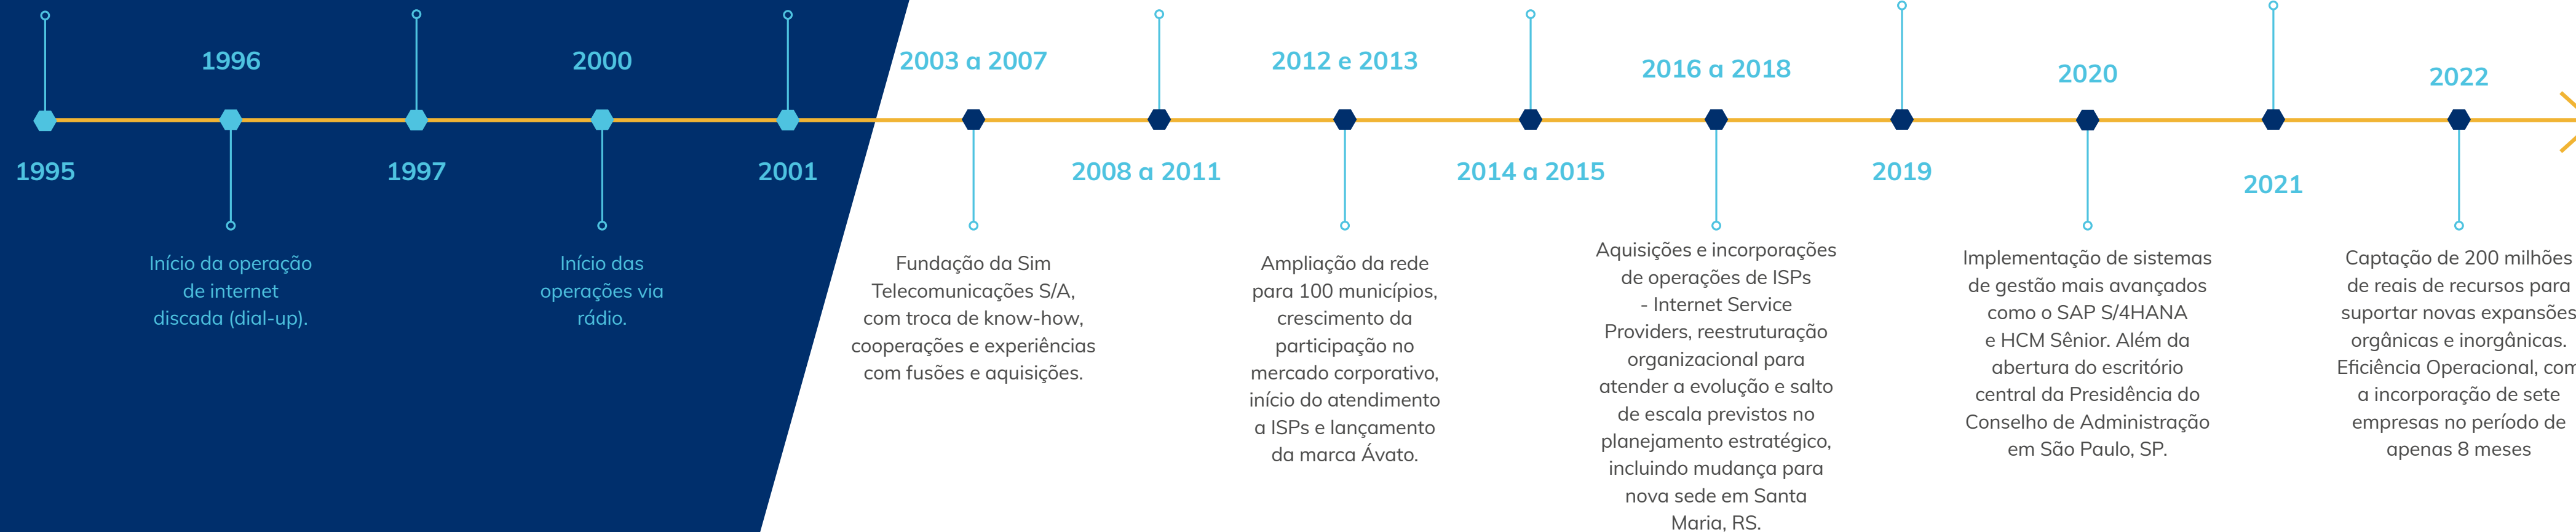 1995
1996
Início da operação
de internet
discada (dial-up).
1997
2000
Início das
operações via
rádio.
2001
2003 a 2007
Fundação da Sim
Telecomunicações S/A,
com troca de know-how,
cooperações e experiências
com fusões e aquisições.
2008 a 2011
2012 e 2013
Ampliação da rede
para 100 municípios,
crescimento da
participação no
mercado corporativo,
início do atendimento
a ISPs e lançamento
da marca Ávato.
2014 a 2015
2016 a 2018
Aquisições e incorporações
de operações de ISPs
- Internet Service
Providers, reestruturação
organizacional para
atender a evolução e salto
de escala previstos no
planejamento estratégico,
incluindo mudança para
nova sede em Santa
Maria, RS.
2019
2020
Implementação de sistemas
de gestão mais avançados
como o SAP S/4HANA
e HCM Sênior. Além da
abertura do escritório
central da Presidência do
Conselho de Administração
em São Paulo, SP.
2021
2022
Captação de 200 milhões
de reais de recursos para
suportar novas expansões
orgânicas e inorgânicas.
Eficiência Operacional, com
a incorporação de sete
empresas no período de
apenas 8 meses